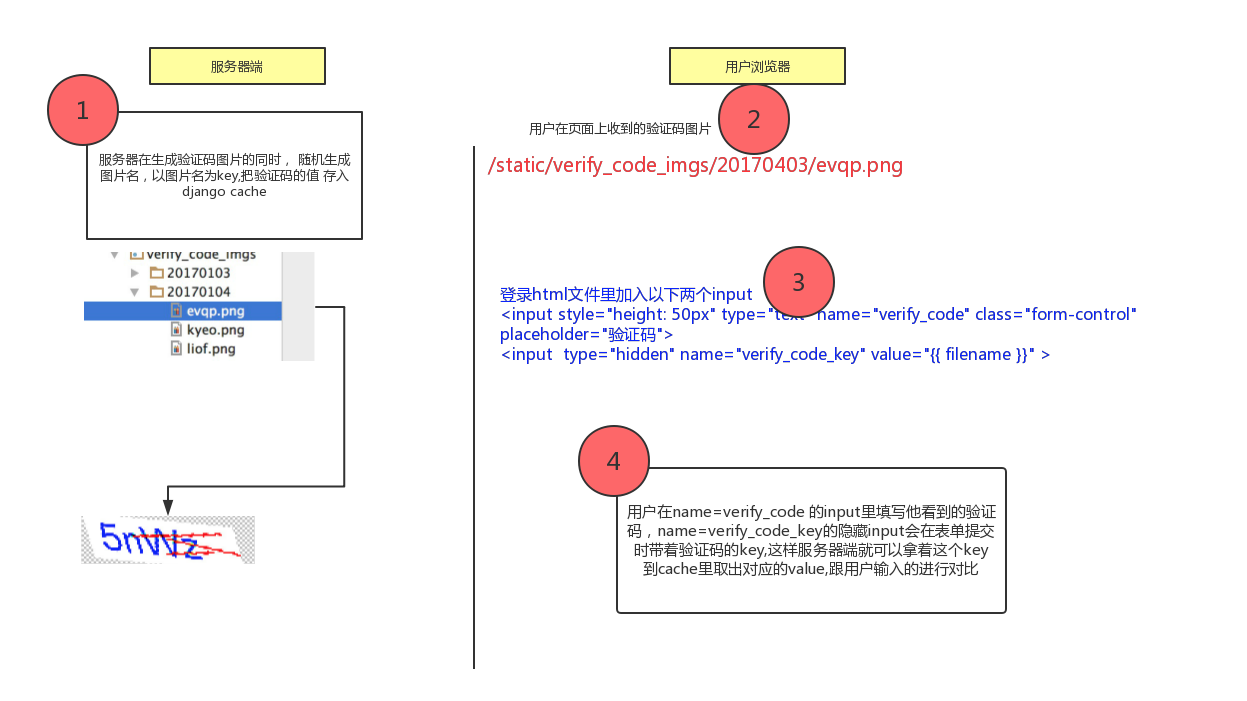 服务器端
用户浏览器
1
服务器在生成验证码图片的同时， 随机生成
图片名，以图片名为key,把验证码的值 存入
django cache
verify_code_imgs
20170103
20170104
evqp.png
kyeo.png
liof.png
5nWz
2
用户在页面上收到的验证码图片
/static/verify_code_imgs/20170403/evqp.png
3
登录html文件里加入以下两个input
<input style="height: 50px" type="text" name="verify_code" class="form-control"
placeholder="验证码">
<input  type="hidden" name="verify_code_key" value="{{ filename }}" >
4
用户在name=verify_code 的input里填写他看到的验证
码，name=verify_code_key的隐藏input会在表单提交
时带着验证码的key,这样服务器端就可以拿着这个key
到cache里取出对应的value,跟用户输入的进行对比